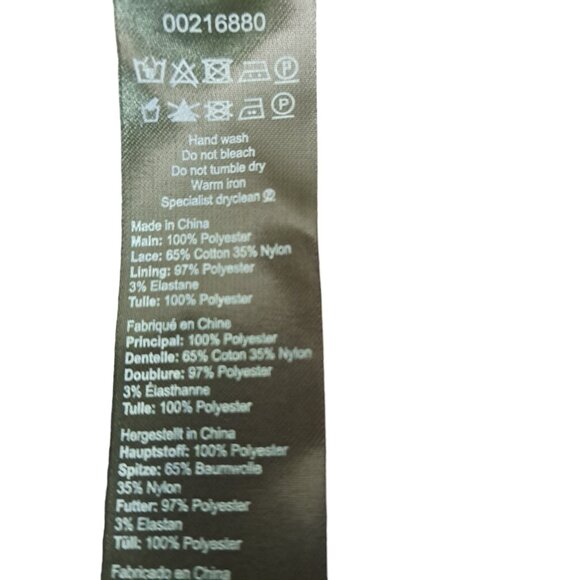 00216880
Hand wash
Do not bleach
Do not tumble dry
Warm iron
Specialist dryclean
Made in China
Main: 100% Polyester
Lace: 65% Cotton 35% Nylon
Lining: 97% Polyester
3% Elastane
Tulle: 100% Polyester
Fabriqué en Chine
Principal: 100% Polyester
Dentelle: 65% Coton 35% Nylon
Doublure: 97% Polyester
3% Élasthanne
Tulle: 100% Polyester
Hergestellt in China
Hauptstoff: 100% Polyester
Spitze: 65% Baumwolle
35% Nylon
Futter: 97% Polyester
3% Elastan
Tüll: 100% Polyester
Fabricado en China